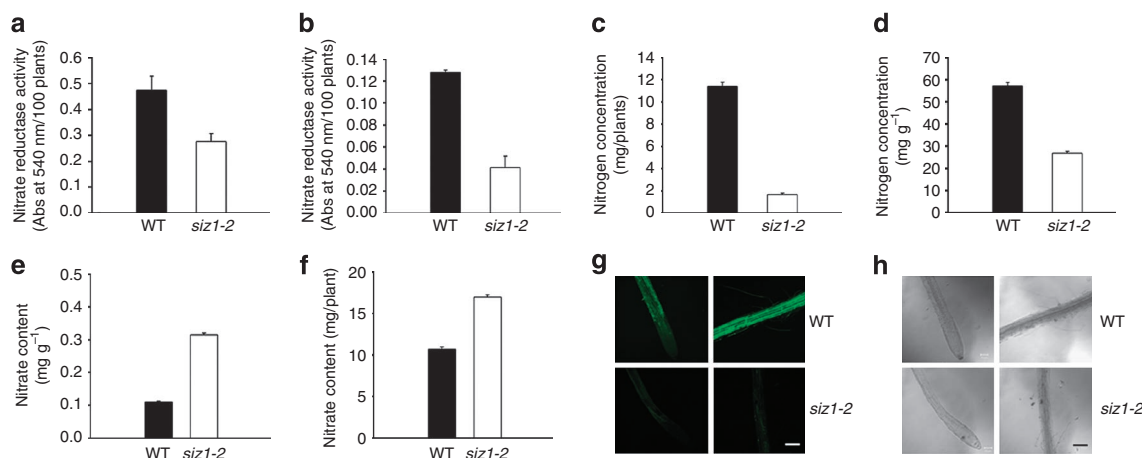 a
Nitrate reductase activity
(Abs at 540 nm/100 plants)
0.6
0.5
0.4
0.3
0.2
0.1
0.0
WT siz1-2
b
Nitrate reductase activity
(Abs at 540 nm/100 plants)
0.14
0.12
0.10
0.08
0.06
0.04
0.02
0.00
WT siz1-2
c
Nitrogen concentration
(mg/plants)
14
12
10
8
6
4
2
0
WT siz1-2
d
Nitrogen concentration
(mg g⁻¹)
70
60
50
40
30
20
10
0
WT siz1-2
e
Nitrate content
(mg g⁻¹)
0.5
0.4
0.3
0.2
0.1
0.0
WT siz1-2
f
Nitrate content (mg/plant)
20
15
10
5
0
WT siz1-2
g
WT
siz1-2
h
WT
siz1-2